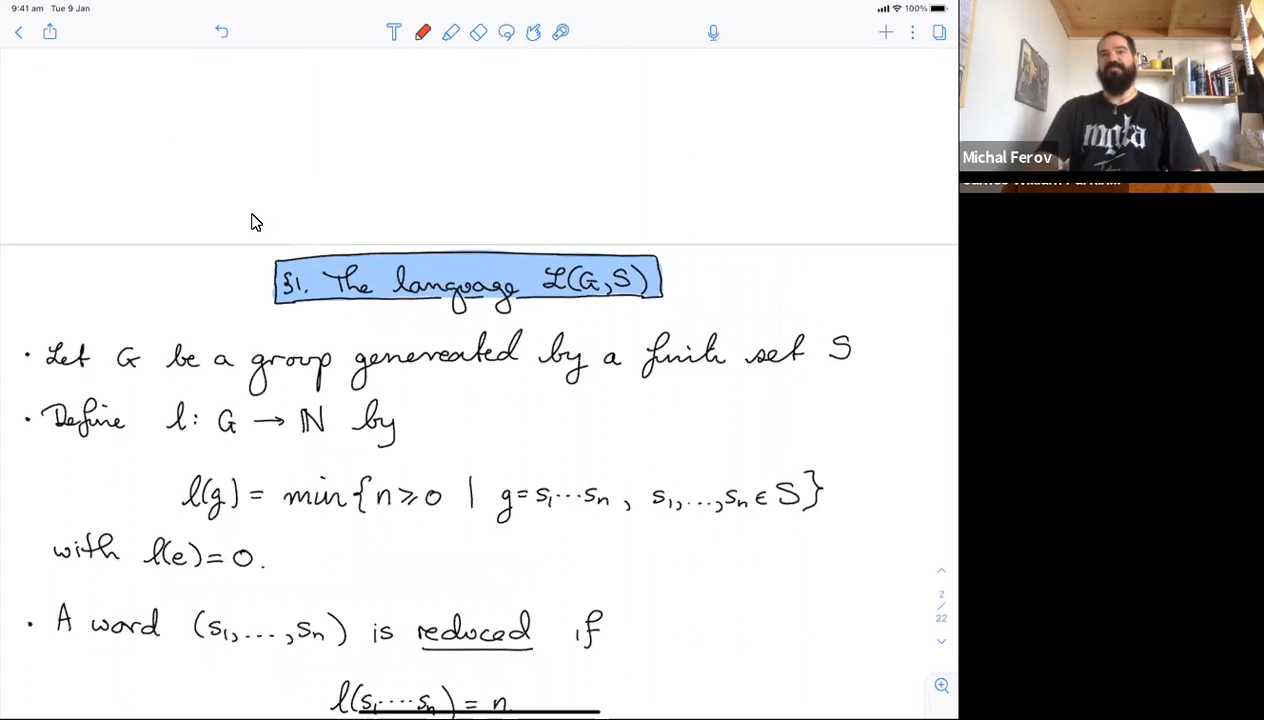 9:41 am Tue 9 Jan
100%
§1. The language L(G,S)
· Let G be a group genereated by a finite set S
· Define l: G → ℕ by
l(g) = min{n⩾0 | g=s₁···sₙ, s₁,...,sₙ ∈ S}
with l(e)=0.
· A word (s₁,...,sₙ) is reduced if
l(s₁····sₙ) = n
2
/
22
mgła
Michal Ferov